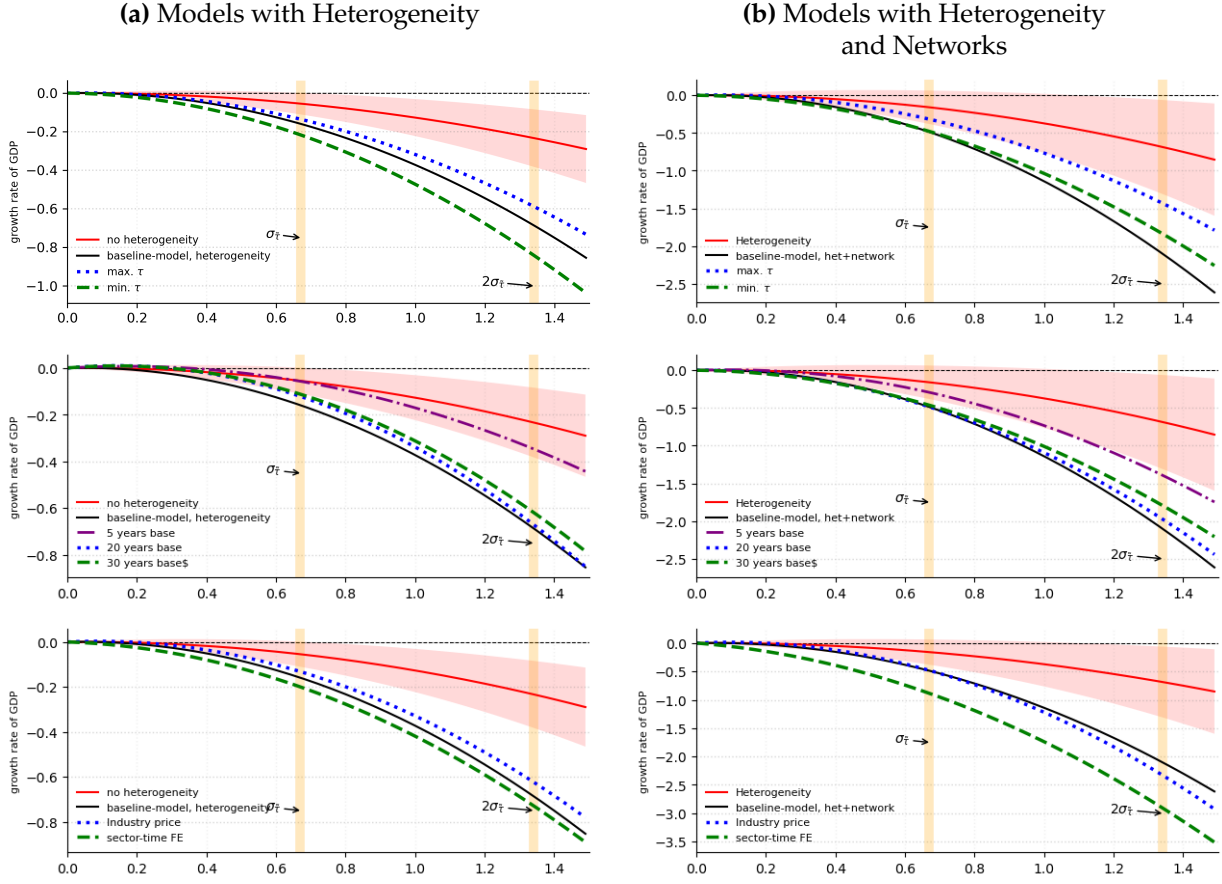 (a) Models with Heterogeneity
(b) Models with Heterogeneity
and Networks
growth rate of GDP
0.0
−0.2
−0.4
−0.6
−0.8
−1.0
σ_τ̃
2σ_τ̃
no heterogeneity
baseline-model, heterogeneity
max. τ
min. τ
0.0 0.2 0.4 0.6 0.8 1.0 1.2 1.4
growth rate of GDP
0.0
−0.5
−1.0
−1.5
−2.0
−2.5
σ_τ̃
2σ_τ̃
Heterogeneity
baseline-model, het+network
max. τ
min. τ
0.0 0.2 0.4 0.6 0.8 1.0 1.2 1.4
growth rate of GDP
0.0
−0.2
−0.4
−0.6
−0.8
σ_τ̃
2σ_τ̃
no heterogeneity
baseline-model, heterogeneity
5 years base
20 years base
30 years base$
0.0 0.2 0.4 0.6 0.8 1.0 1.2 1.4
growth rate of GDP
0.0
−0.5
−1.0
−1.5
−2.0
−2.5
σ_τ̃
2σ_τ̃
Heterogeneity
baseline-model, het+network
5 years base
20 years base
30 years base$
0.0 0.2 0.4 0.6 0.8 1.0 1.2 1.4
growth rate of GDP
0.0
−0.2
−0.4
−0.6
−0.8
σ_τ̃
2σ_τ̃
no heterogeneity
baseline-model, heterogeneity
Industry price
sector-time FE
0.0 0.2 0.4 0.6 0.8 1.0 1.2 1.4
growth rate of GDP
0.0
−0.5
−1.0
−1.5
−2.0
−2.5
−3.0
−3.5
σ_τ̃
2σ_τ̃
Heterogeneity
baseline-model, het+network
Industry price
sector-time FE
0.0 0.2 0.4 0.6 0.8 1.0 1.2 1.4